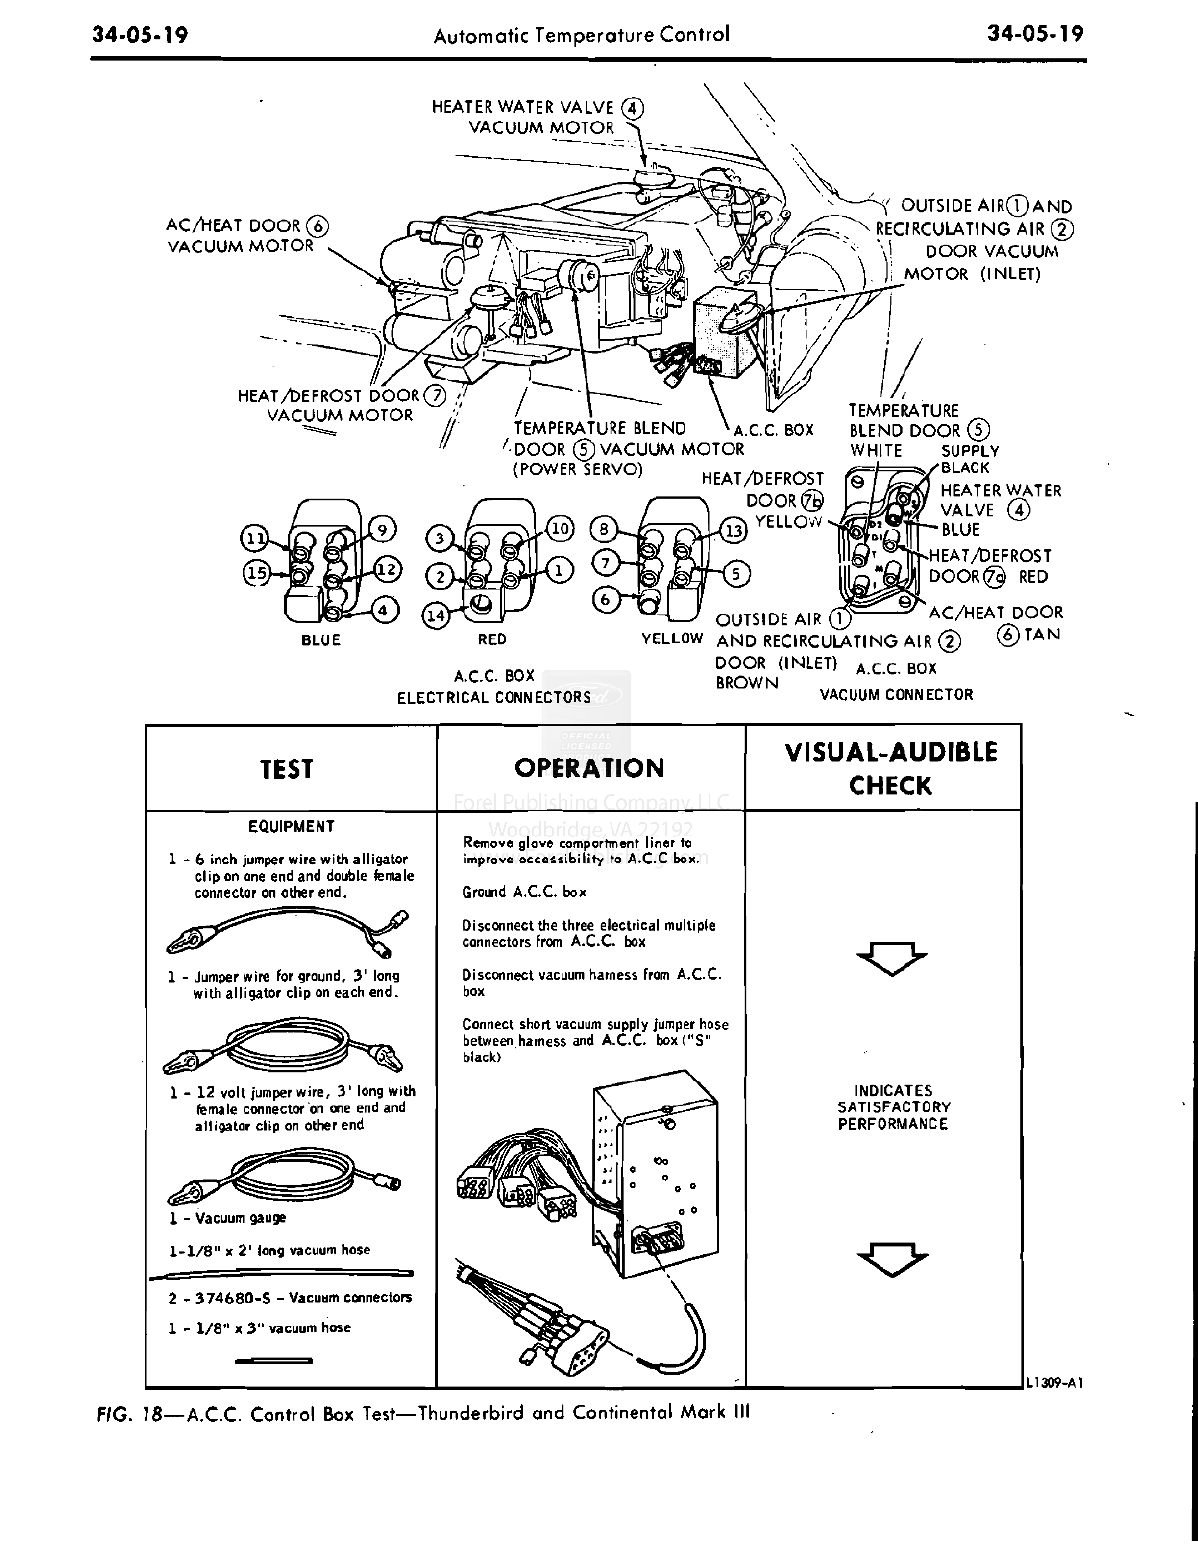 34-05-19 Automatic Temperature Control 34-05-19
HEATER WATER VALVE 4
VACUUM MOTOR
AC/HEAT DOOR 6
VACUUM MOTOR
OUTSIDE AIR 1 AND
RECIRCULATING AIR 2
DOOR VACUUM
MOTOR (INLET)
HEAT/DEFROST DOOR 7
VACUUM MOTOR
TEMPERATURE BLEND
DOOR 5 VACUUM MOTOR
(POWER SERVO)
A.C.C. BOX
TEMPERATURE
BLEND DOOR 5
WHITE
SUPPLY
BLACK
HEAT/DEFROST
DOOR 7b
YELLOW
HEATER WATER
VALVE 4
BLUE
HEAT/DEFROST
DOOR 7a RED
AC/HEAT DOOR
6 TAN
OUTSIDE AIR 1
AND RECIRCULATING AIR 2
DOOR (INLET)
BROWN
A.C.C. BOX
VACUUM CONNECTOR
D2
D1
T
M
I
11 9
15 12
4
BLUE
3 10
2 1
14
RED
8 13
7 5
6
YELLOW
A.C.C. BOX
ELECTRICAL CONNECTORS
Ford
OFFICIAL
LICENSED
Forel Publishing Company, LLC
Woodbridge, VA 22192
TEST
OPERATION
VISUAL-AUDIBLE
CHECK
EQUIPMENT
1 - 6 inch jumper wire with alligator
clip on one end and double female
connector on other end.
1 - Jumper wire for ground, 3' long
with alligator clip on each end.
1 - 12 volt jumper wire, 3' long with
female connector on one end and
alligator clip on other end
1 - Vacuum gauge
1-1/8" x 2' long vacuum hose
2 - 374680-S - Vacuum connectors
1 - 1/8" x 3" vacuum hose
Remove glove compartment liner to
improve accessibility to A.C.C box.
Ground A.C.C. box
Disconnect the three electrical multiple
connectors from A.C.C. box
Disconnect vacuum harness from A.C.C.
box
Connect short vacuum supply jumper hose
between harness and A.C.C. box ("S"
black)
INDICATES
SATISFACTORY
PERFORMANCE
L1309-A1
FIG. 18—A.C.C. Control Box Test—Thunderbird and Continental Mark III